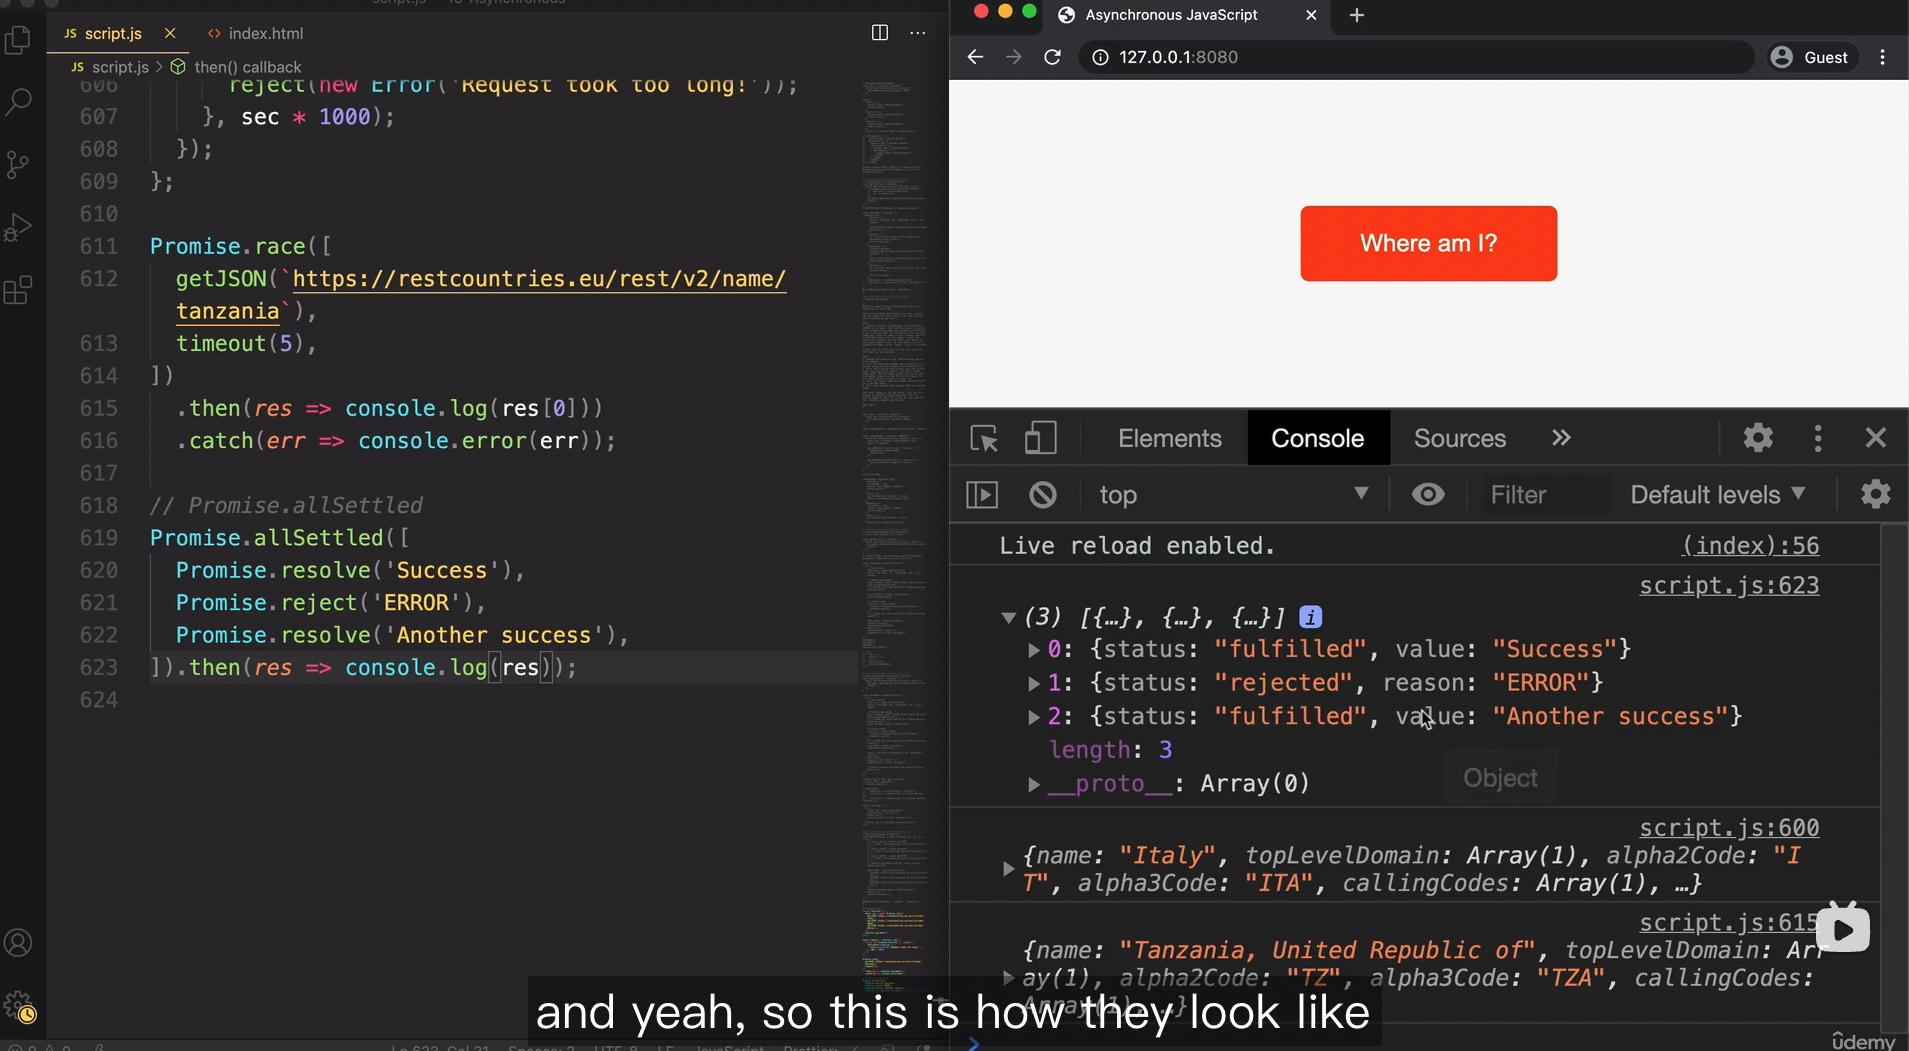 script.js - 10-Asynchronous
JS script.js × <> index.html
JS script.js > then() callback
606 reject(new Error('Request took too long!'));
607 }, sec * 1000);
608 });
609 };
610
611 Promise.race([
612 getJSON(`https://restcountries.eu/rest/v2/name/
tanzania`),
613 timeout(5),
614 ])
615 .then(res => console.log(res[0]))
616 .catch(err => console.error(err));
617
618 // Promise.allSettled
619 Promise.allSettled([
620 Promise.resolve('Success'),
621 Promise.reject('ERROR'),
622 Promise.resolve('Another success'),
623 ]).then(res => console.log(res));
624
Asynchronous JavaScript
127.0.0.1:8080
Guest
Where am I?
Elements Console Sources
top Filter Default levels
Live reload enabled. (index):56
script.js:623
(3) [{…}, {…}, {…}] i
0: {status: "fulfilled", value: "Success"}
1: {status: "rejected", reason: "ERROR"}
2: {status: "fulfilled", value: "Another success"}
length: 3
__proto__: Array(0)
Object
script.js:600
{name: "Italy", topLevelDomain: Array(1), alpha2Code: "I
T", alpha3Code: "ITA", callingCodes: Array(1), …}
script.js:615
{name: "Tanzania, United Republic of", topLevelDomain: Arr
ay(1), alpha2Code: "TZ", alpha3Code: "TZA", callingCodes:
Array(1), …}
and yeah, so this is how they look like
Ln 623, Col 31 Spaces: 2 UTF-8 LF JavaScript Prettier: ✓
ûdemy